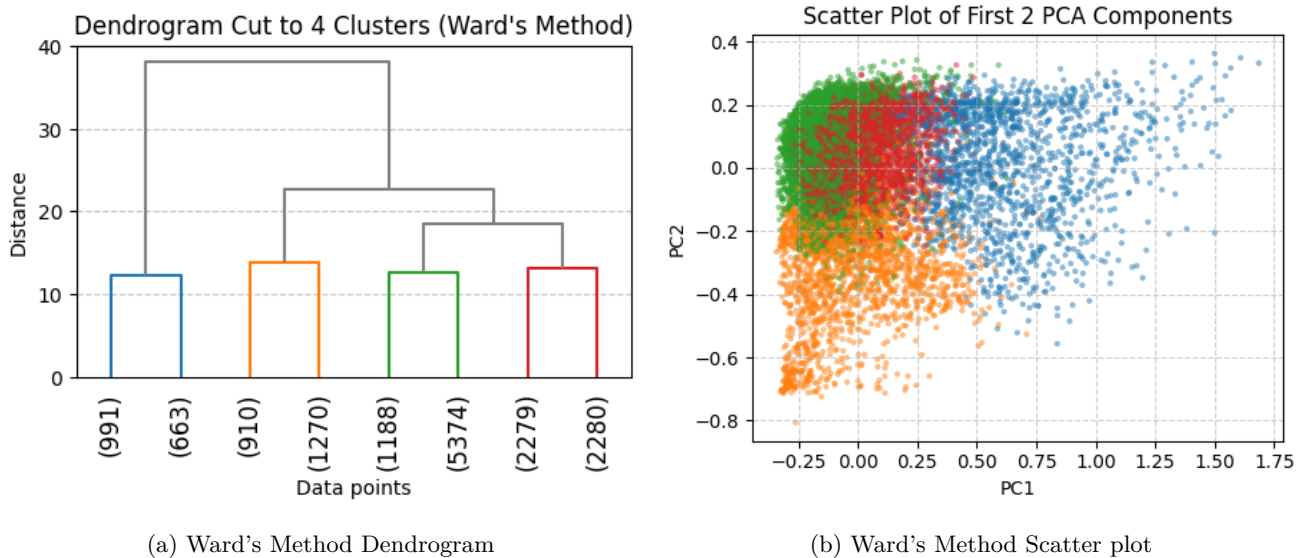 Dendrogram Cut to 4 Clusters (Ward's Method)
40
30
20
10
0
Distance
(991)
(663)
(910)
(1270)
(1188)
(5374)
(2279)
(2280)
Data points
(a) Ward's Method Dendrogram
Scatter Plot of First 2 PCA Components
0.4
0.2
0.0
−0.2
−0.4
−0.6
−0.8
PC2
−0.25 0.00 0.25 0.50 0.75 1.00 1.25 1.50 1.75
PC1
(b) Ward's Method Scatter plot